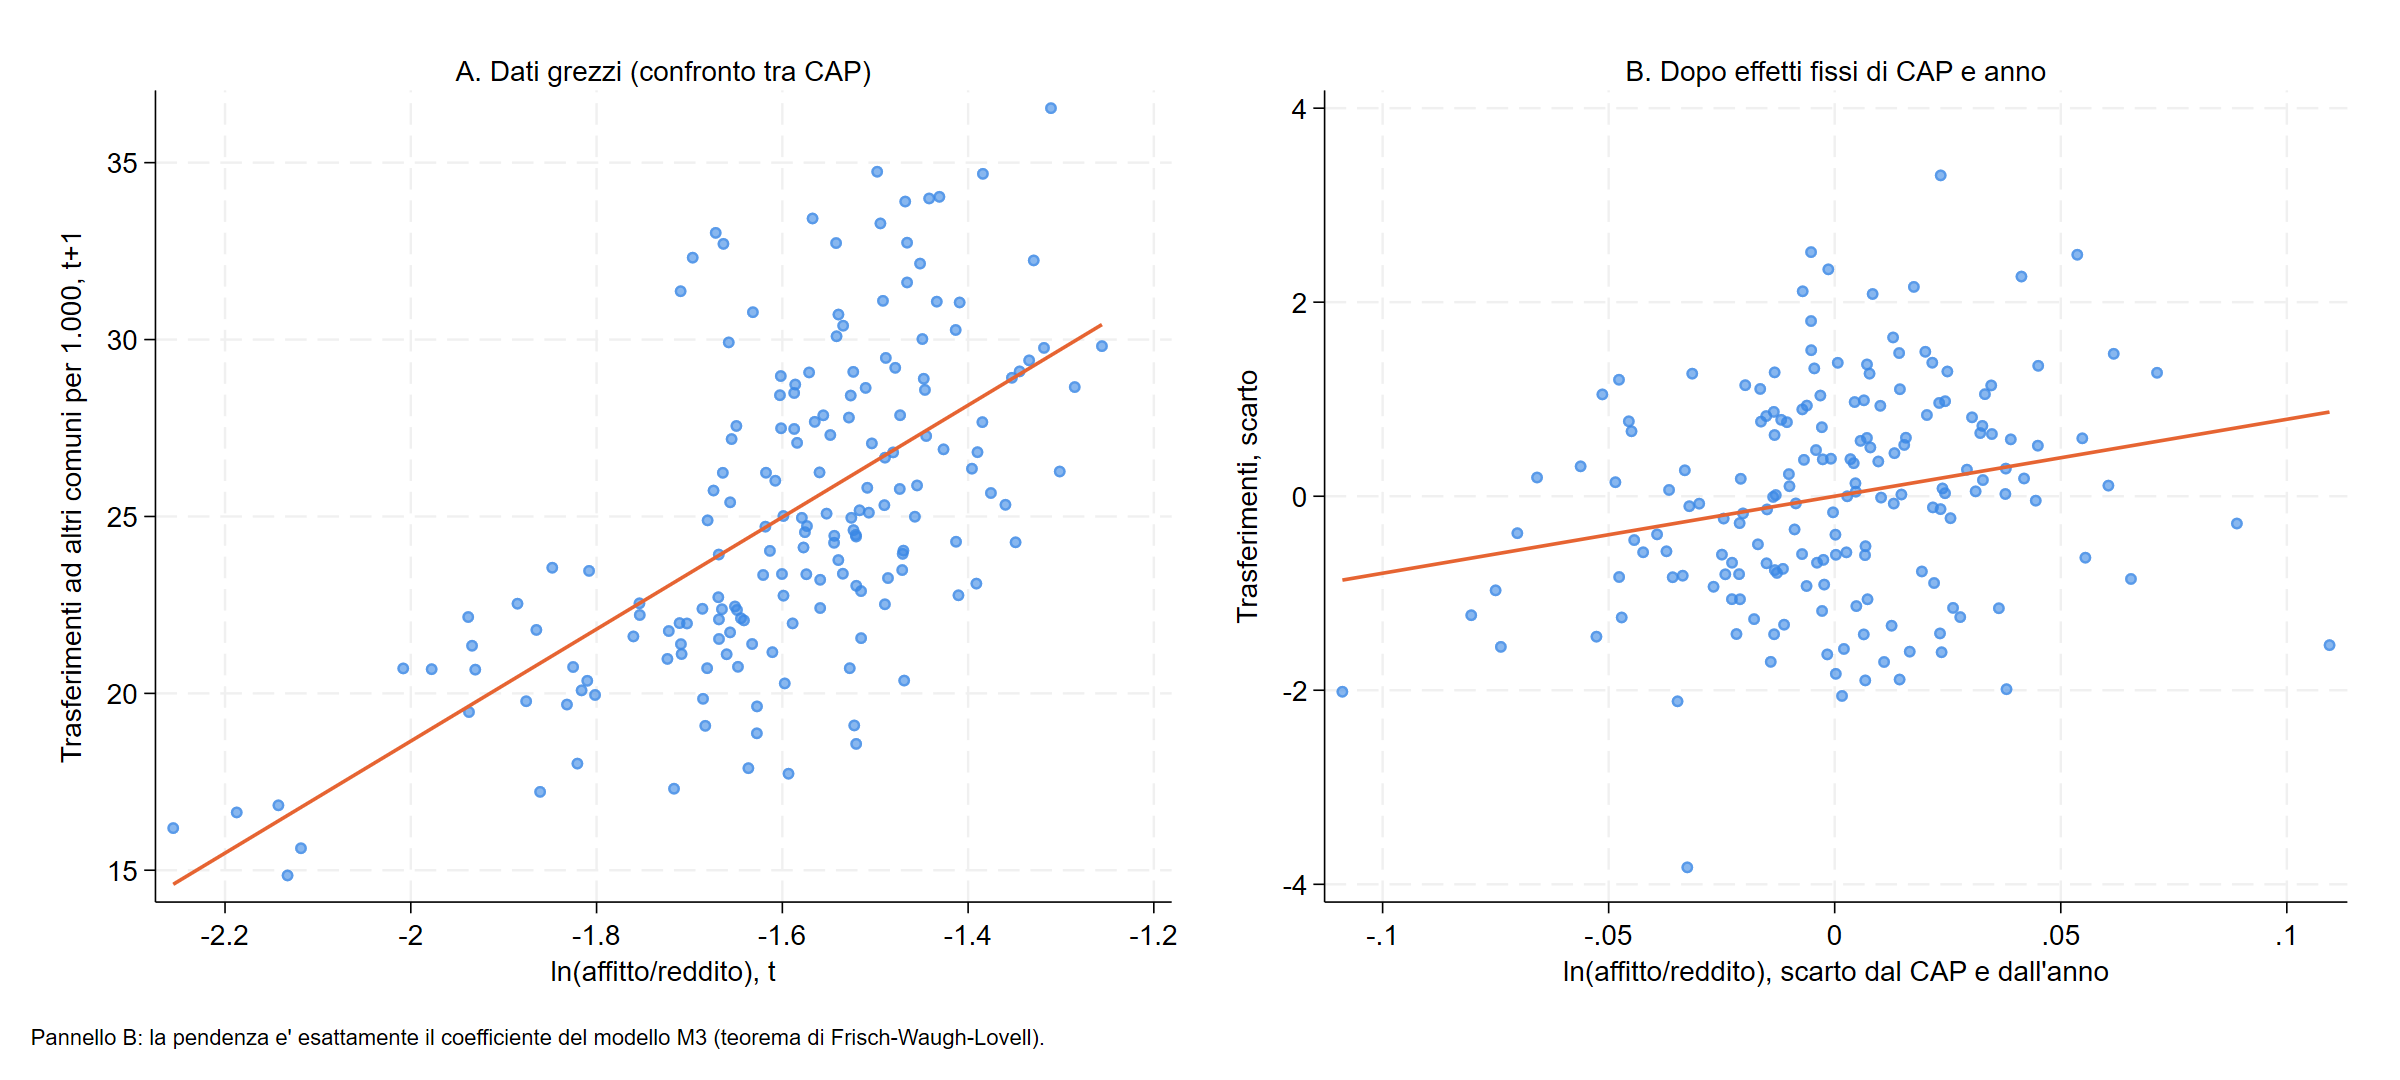 A. Dati grezzi (confronto tra CAP)
Trasferimenti ad altri comuni per 1.000, t+1
35
30
25
20
15
-2.2 -2 -1.8 -1.6 -1.4 -1.2
ln(affitto/reddito), t
B. Dopo effetti fissi di CAP e anno
Trasferimenti, scarto
4
2
0
-2
-4
-.1 -.05 0 .05 .1
ln(affitto/reddito), scarto dal CAP e dall'anno
Pannello B: la pendenza e' esattamente il coefficiente del modello M3 (teorema di Frisch-Waugh-Lovell).